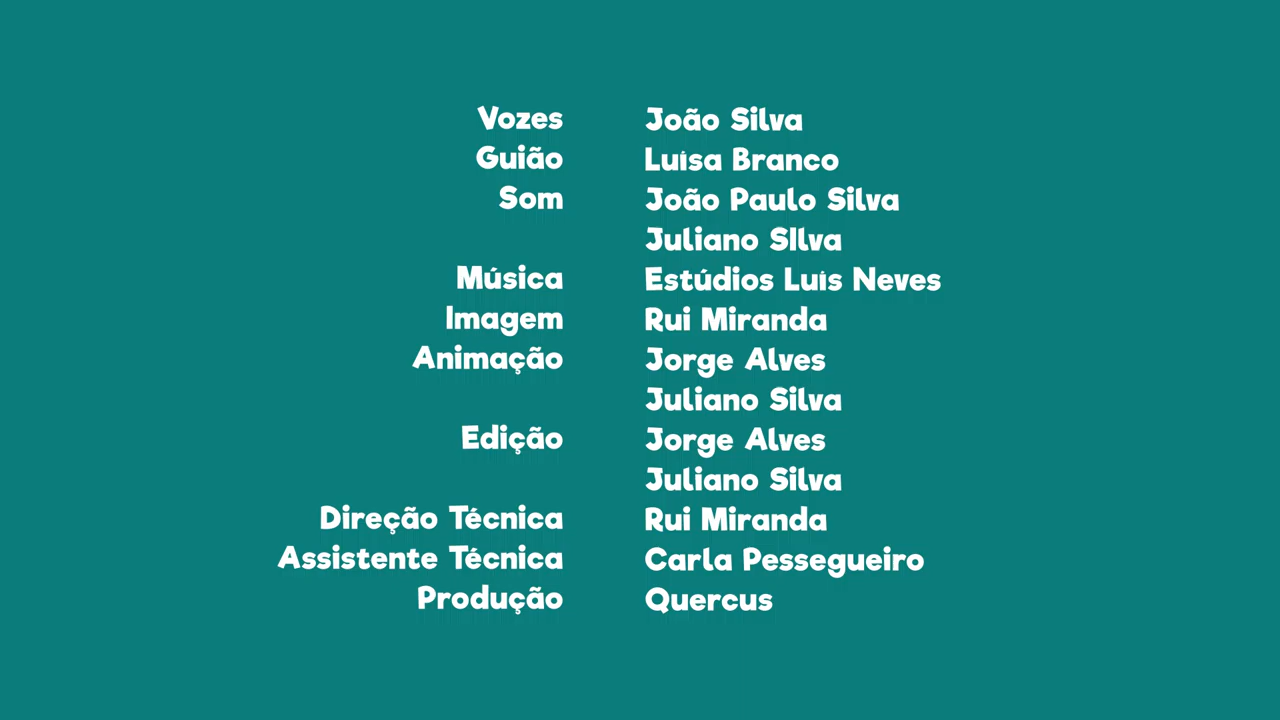 Vozes João Silva
Guião Luísa Branco
Som João Paulo Silva
Juliano SIlva
Música Estúdios Luís Neves
Imagem Rui Miranda
Animação Jorge Alves
Juliano Silva
Edição Jorge Alves
Juliano Silva
Direção Técnica Rui Miranda
Assistente Técnica Carla Pessegueiro
Produção Quercus